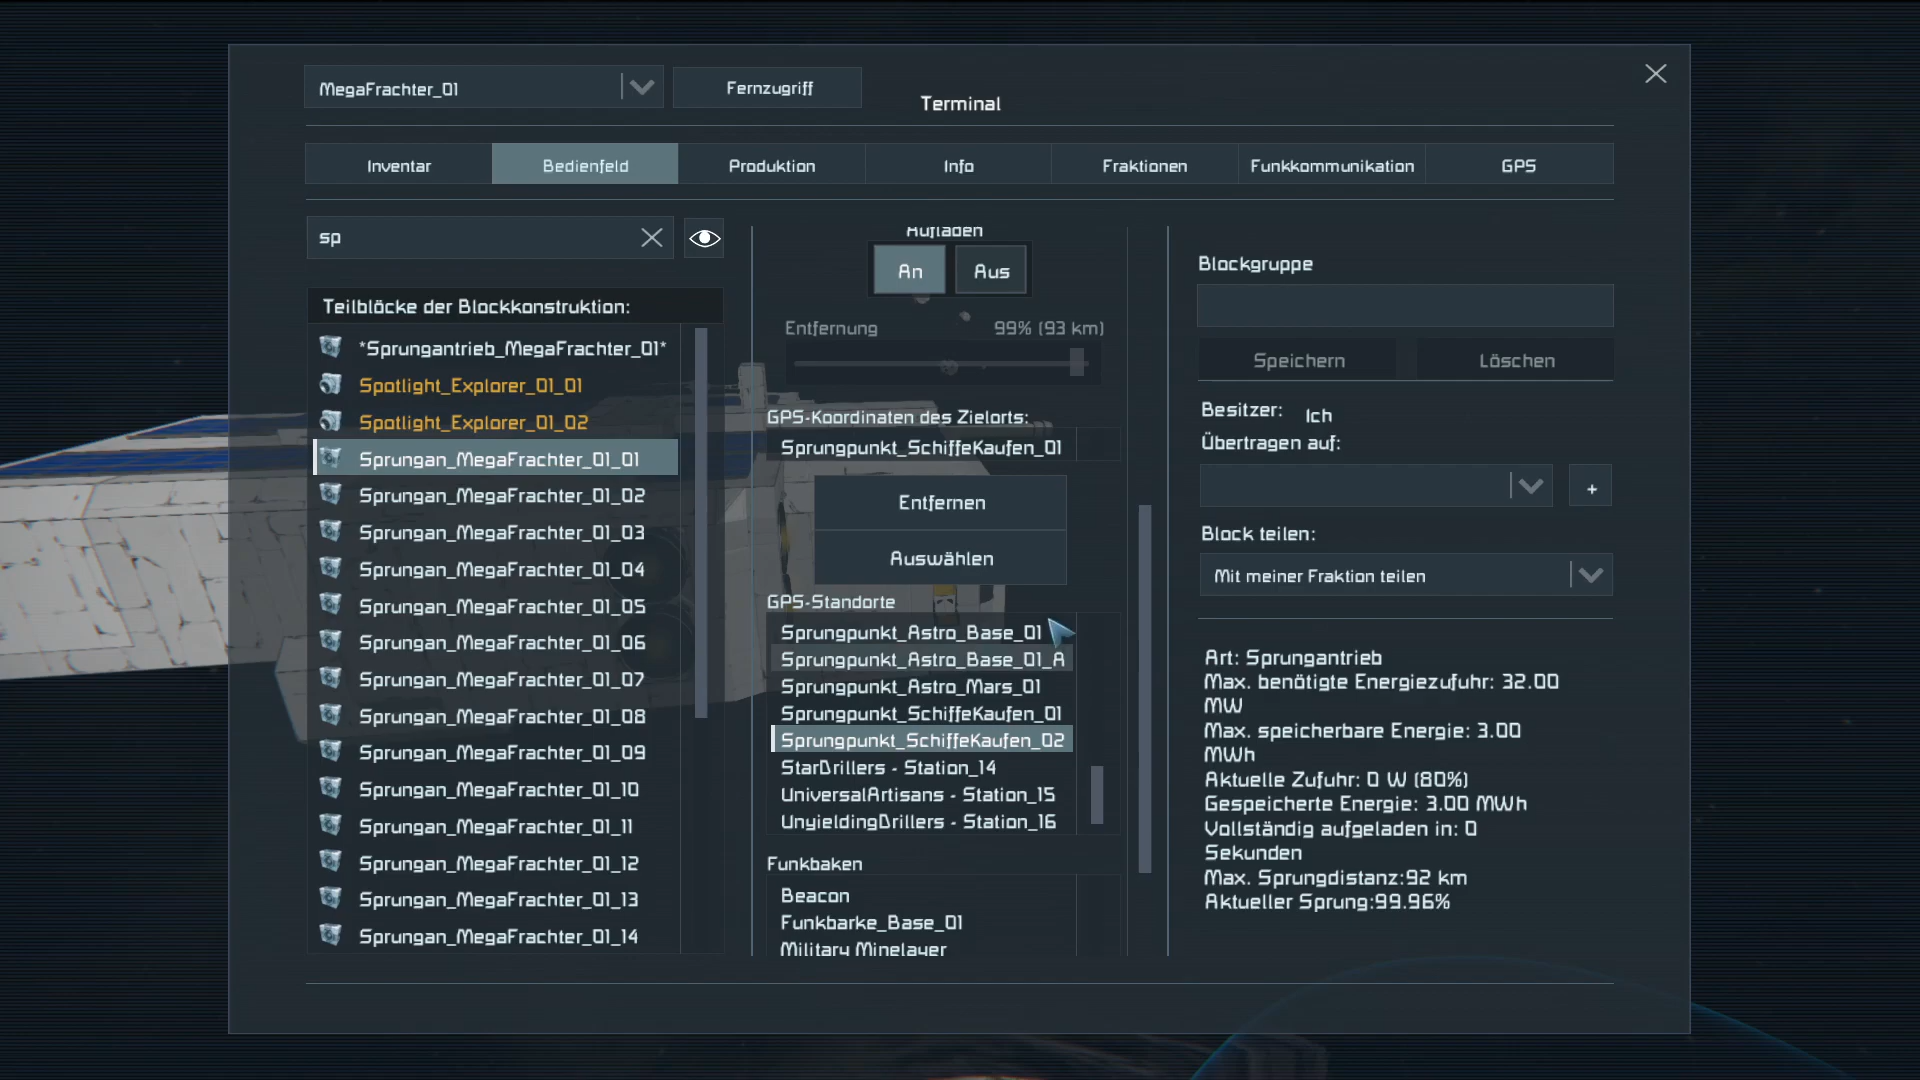 MegaFrachter_01
Fernzugriff
Terminal
Inventar
Bedienfeld
Produktion
Info
Fraktionen
Funkkommunikation
GPS
sp
Teilblöcke der Blockkonstruktion:
*Sprungantrieb_MegaFrachter_01*
Spotlight_Explorer_01_01
Spotlight_Explorer_01_02
Sprungan_MegaFrachter_01_01
Sprungan_MegaFrachter_01_02
Sprungan_MegaFrachter_01_03
Sprungan_MegaFrachter_01_04
Sprungan_MegaFrachter_01_05
Sprungan_MegaFrachter_01_06
Sprungan_MegaFrachter_01_07
Sprungan_MegaFrachter_01_08
Sprungan_MegaFrachter_01_09
Sprungan_MegaFrachter_01_10
Sprungan_MegaFrachter_01_11
Sprungan_MegaFrachter_01_12
Sprungan_MegaFrachter_01_13
Sprungan_MegaFrachter_01_14
Aufladen
An
Aus
Entfernung
99% (93 km)
GPS-Koordinaten des Zielorts:
Sprungpunkt_SchiffeKaufen_01
Entfernen
Auswählen
GPS-Standorte
Sprungpunkt_Astro_Base_01
Sprungpunkt_Astro_Base_01_A
Sprungpunkt_Astro_Mars_01
Sprungpunkt_SchiffeKaufen_01
Sprungpunkt_SchiffeKaufen_02
StarDrillers - Station_14
UniversalArtisans - Station_15
UnyieldingDrillers - Station_16
Funkbaken
Beacon
Funkbarke_Base_01
Military Minelayer
Blockgruppe
Speichern
Löschen
Besitzer: Ich
Übertragen auf:
+
Block teilen:
Mit meiner Fraktion teilen
Art: Sprungantrieb
Max. benötigte Energiezufuhr: 32.00
MW
Max. speicherbare Energie: 3.00
MWh
Aktuelle Zufuhr: 0 W (80%)
Gespeicherte Energie: 3.00 MWh
Vollständig aufgeladen in: 0
Sekunden
Max. Sprungdistanz:92 km
Aktueller Sprung:99.96%